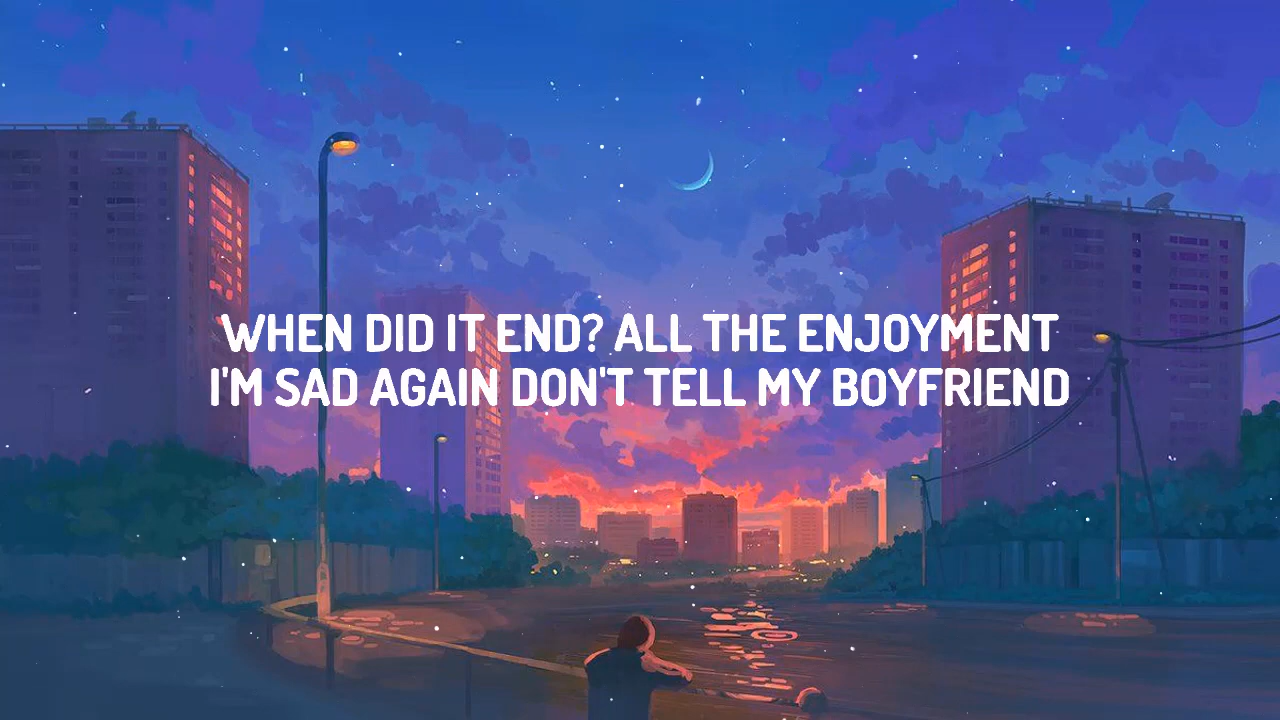 WHEN DID IT END? ALL THE ENJOYMENT
I'M SAD AGAIN DON'T TELL MY BOYFRIEND